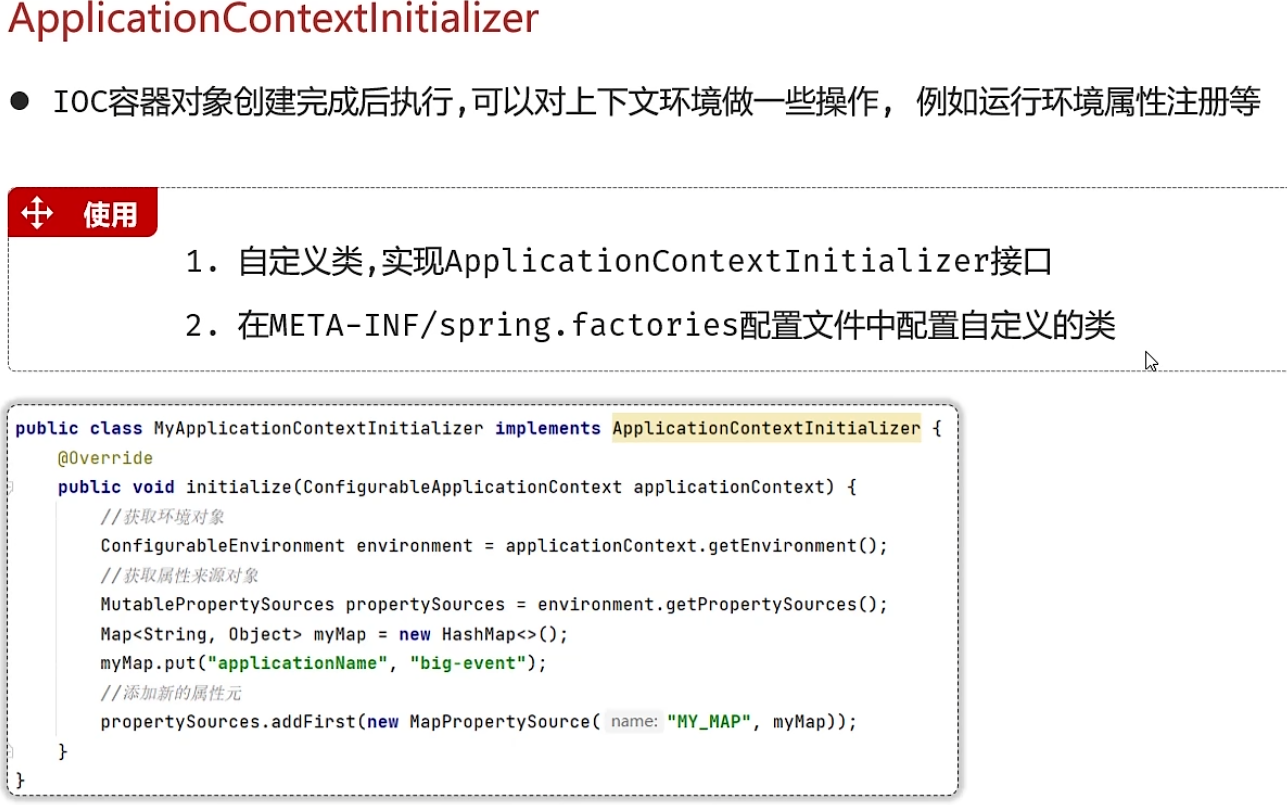 ApplicationContextInitializer
● IOC容器对象创建完成后执行,可以对上下文环境做一些操作, 例如运行环境属性注册等
使用
1. 自定义类,实现ApplicationContextInitializer接口
2. 在META-INF/spring.factories配置文件中配置自定义的类
public class MyApplicationContextInitializer implements ApplicationContextInitializer {
@Override
public void initialize(ConfigurableApplicationContext applicationContext) {
//获取环境对象
ConfigurableEnvironment environment = applicationContext.getEnvironment();
//获取属性来源对象
MutablePropertySources propertySources = environment.getPropertySources();
Map<String, Object> myMap = new HashMap<>();
myMap.put("applicationName", "big-event");
//添加新的属性元
propertySources.addFirst(new MapPropertySource( name: "MY_MAP", myMap));
}
}